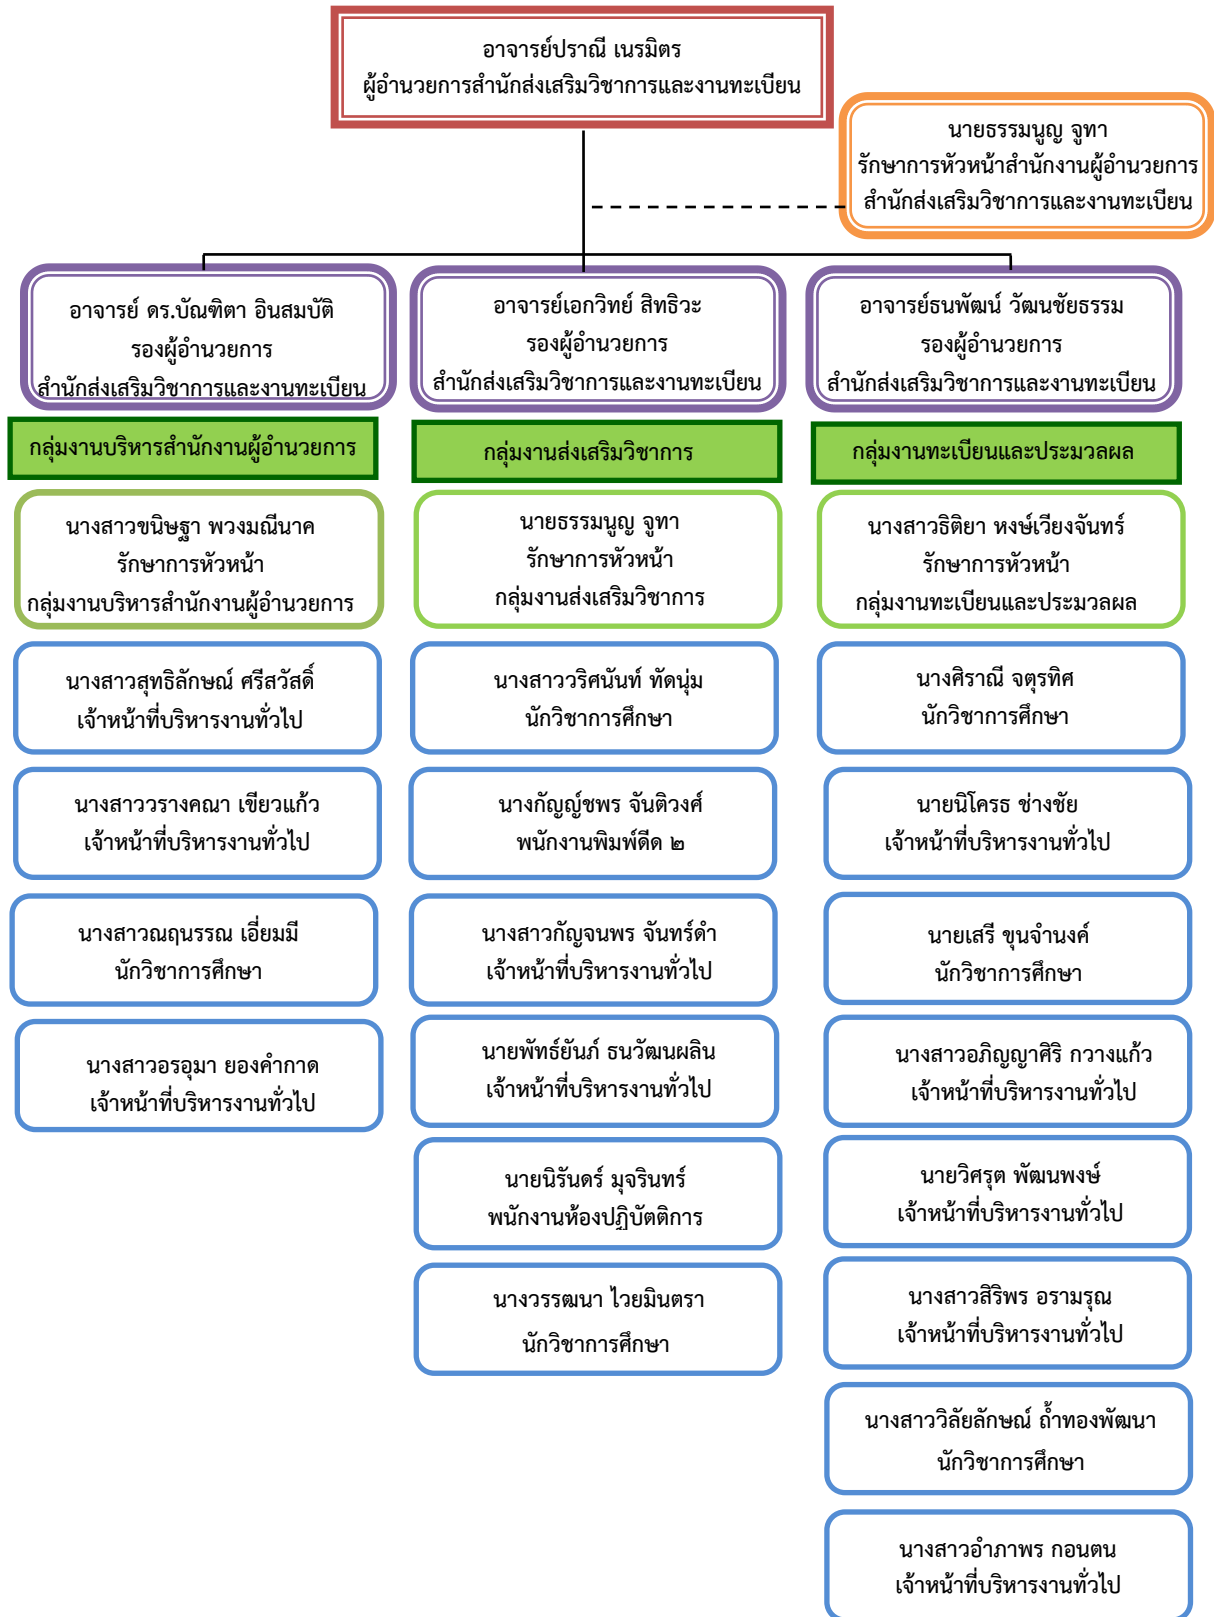 อาจารย์ปราณี เนรมิตร
ผู้อำนวยการสำนักส่งเสริมวิชาการและงานทะเบียน
นายธรรมนูญ จูทา
รักษาการหัวหน้าสำนักงานผู้อำนวยการ
สำนักส่งเสริมวิชาการและงานทะเบียน
อาจารย์ ดร.บัณฑิตา อินสมบัติ
รองผู้อำนวยการ
สำนักส่งเสริมวิชาการและงานทะเบียน
กลุ่มงานบริหารสำนักงานผู้อำนวยการ
นางสาวขนิษฐา พวงมณีนาค
รักษาการหัวหน้า
กลุ่มงานบริหารสำนักงานผู้อำนวยการ
นางสาวสุทธิลักษณ์ ศรีสวัสดิ์
เจ้าหน้าที่บริหารงานทั่วไป
นางสาววรางคณา เขียวแก้ว
เจ้าหน้าที่บริหารงานทั่วไป
นางสาวณฤนรรณ เอี่ยมมี
นักวิชาการศึกษา
นางสาวอรอุมา ยองคำกาด
เจ้าหน้าที่บริหารงานทั่วไป
อาจารย์เอกวิทย์ สิทธิวะ
รองผู้อำนวยการ
สำนักส่งเสริมวิชาการและงานทะเบียน
กลุ่มงานส่งเสริมวิชาการ
นายธรรมนูญ จูทา
รักษาการหัวหน้า
กลุ่มงานส่งเสริมวิชาการ
นางสาววริศนันท์ ทัดนุ่ม
นักวิชาการศึกษา
นางกัญญ์ชพร จันติวงศ์
พนักงานพิมพ์ดีด ๒
นางสาวกัญจนพร จันทร์ดำ
เจ้าหน้าที่บริหารงานทั่วไป
นายพัทธ์ยันภ์ ธนวัฒนผลิน
เจ้าหน้าที่บริหารงานทั่วไป
นายนิรันดร์ มุจรินทร์
พนักงานห้องปฏิบัตติการ
นางวรรฒนา ไวยมินตรา
นักวิชาการศึกษา
อาจารย์ธนพัฒน์ วัฒนชัยธรรม
รองผู้อำนวยการ
สำนักส่งเสริมวิชาการและงานทะเบียน
กลุ่มงานทะเบียนและประมวลผล
นางสาวธิติยา หงษ์เวียงจันทร์
รักษาการหัวหน้า
กลุ่มงานทะเบียนและประมวลผล
นางศิราณี จตุรทิศ
นักวิชาการศึกษา
นายนิโครธ ช่างชัย
เจ้าหน้าที่บริหารงานทั่วไป
นายเสรี ขุนจำนงค์
นักวิชาการศึกษา
นางสาวอภิญญาศิริ กวางแก้ว
เจ้าหน้าที่บริหารงานทั่วไป
นายวิศรุต พัฒนพงษ์
เจ้าหน้าที่บริหารงานทั่วไป
นางสาวสิริพร อรามรุณ
เจ้าหน้าที่บริหารงานทั่วไป
นางสาววิลัยลักษณ์ ถ้ำทองพัฒนา
นักวิชาการศึกษา
นางสาวอำภาพร กอนตน
เจ้าหน้าที่บริหารงานทั่วไป